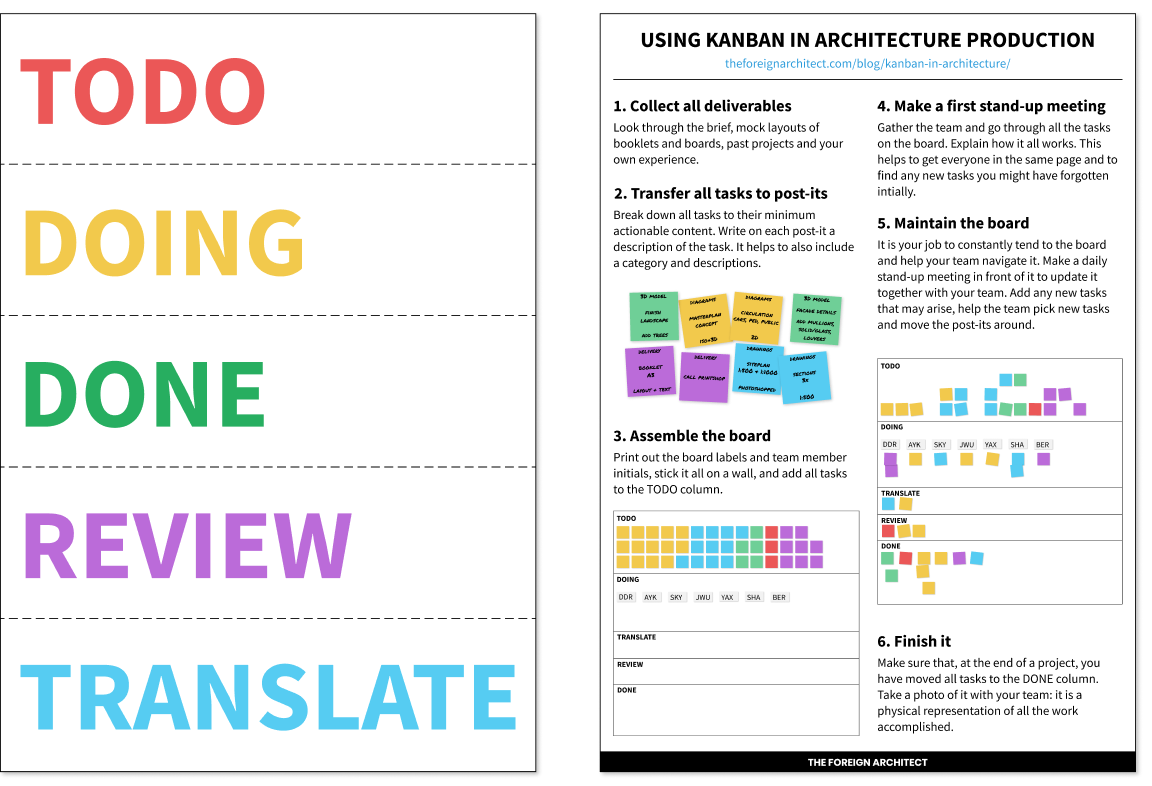 TODO
DOING
DONE
REVIEW
TRANSLATE
USING KANBAN IN ARCHITECTURE PRODUCTION
theforeignarchitect.com/blog/kanban-in-architecture/
1. Collect all deliverables
Look through the brief, mock layouts of
booklets and boards, past projects and your
own experience.
2. Transfer all tasks to post-its
Break down all tasks to their minimum
actionable content. Write on each post-it a
description of the task. It helps to also include
a category and descriptions.
3D MODEL
FINISH
LANDSCAPE
ADD TREES
DIAGRAMS
MASTERPLAN
CONCEPT
ISO+3D
DIAGRAMS
CIRCULATION
CARS, PED, PUBLIC
2D
3D MODEL
FACADE DETAILS
ADD MULLIONS,
SOLID/GLASS,
LOUVERS
DELIVERY
BOOKLET
A3
LAYOUT + TEXT
DELIVERY
CALL PRINTSHOP
DRAWINGS
SITEPLAN
1:500 + 1:1000
PHOTOSHOPPED
DRAWINGS
SECTIONS
3x
1:500
3. Assemble the board
Print out the board labels and team member
initials, stick it all on a wall, and add all tasks
to the TODO column.
TODO
DOING
DDR AYK SKY JWU YAX SHA BER
TRANSLATE
REVIEW
DONE
4. Make a first stand-up meeting
Gather the team and go through all the tasks
on the board. Explain how it all works. This
helps to get everyone in the same page and to
find any new tasks you might have forgotten
intially.
5. Maintain the board
It is your job to constantly tend to the board
and help your team navigate it. Make a daily
stand-up meeting in front of it to update it
together with your team. Add any new tasks
that may arise, help the team pick new tasks
and move the post-its around.
TODO
DOING
DDR AYK SKY JWU YAX SHA BER
TRANSLATE
REVIEW
DONE
6. Finish it
Make sure that, at the end of a project, you
have moved all tasks to the DONE column.
Take a photo of it with your team: it is a
physical representation of all the work
accomplished.
THE FOREIGN ARCHITECT